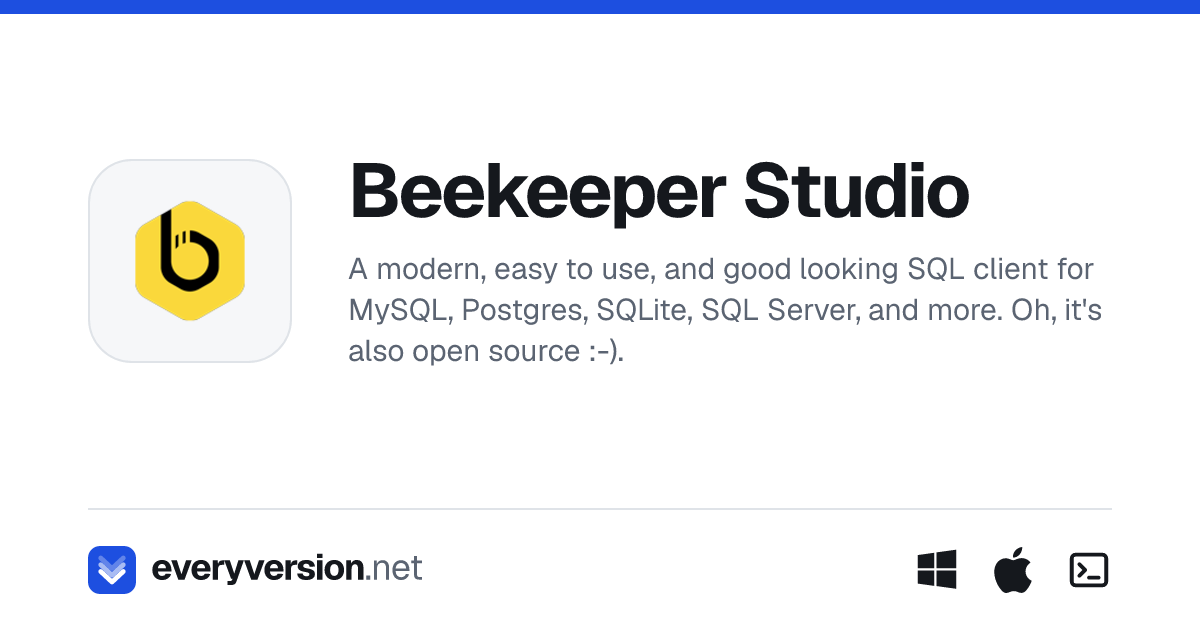 Beekeeper Studio
A modern, easy to use, and good looking SQL client for
MySQL, Postgres, SQLite, SQL Server, and more. Oh, it's
also open source :-).
everyversion.net